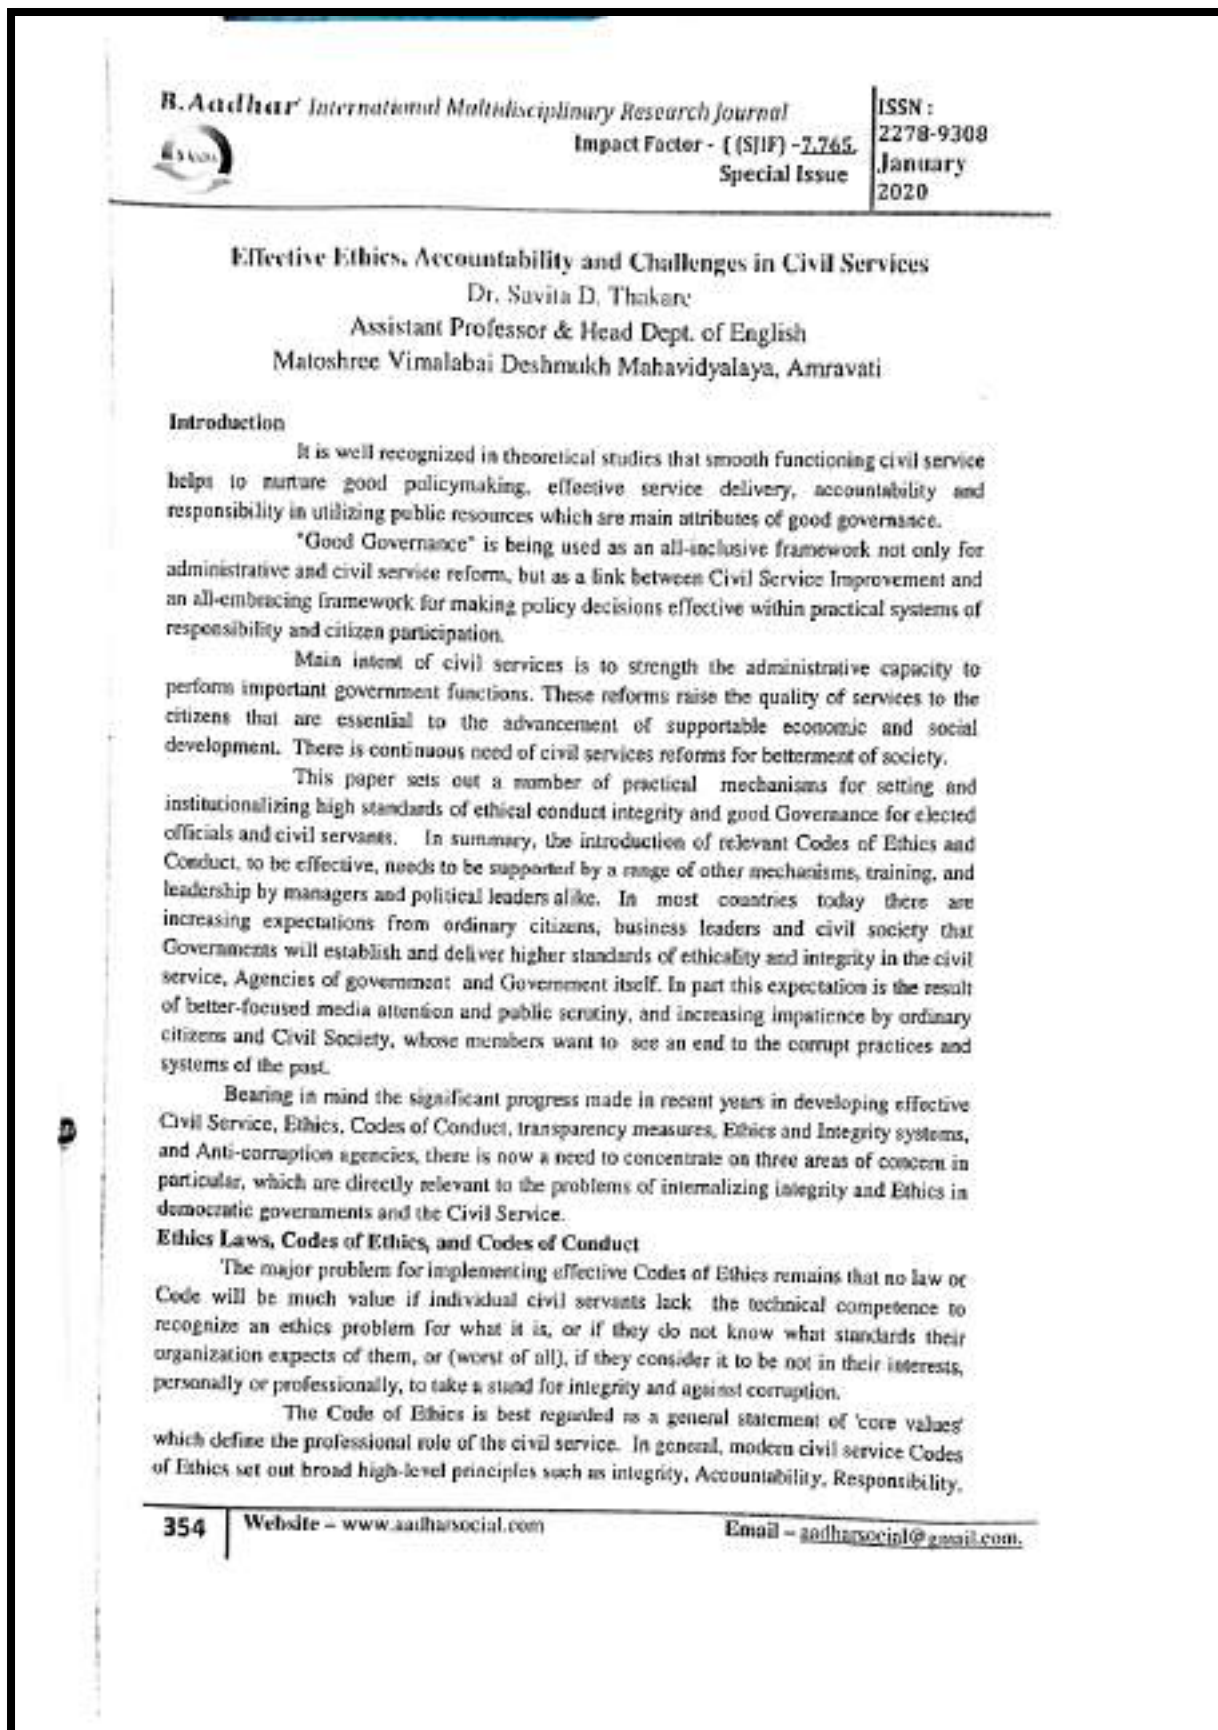 B.Aadhar' International Multidisciplinary Research Journal
Impact Factor - ( (SJIF) -7.765,
Special Issue
ISSN :
2278-9308
January
2020
Effective Ethics, Accountability and Challenges in Civil Services
Dr. Savita D. Thakare
Assistant Professor & Head Dept. of English
Matoshree Vimalabai Deshmukh Mahavidyalaya, Amravati
Introduction
It is well recognized in theoretical studies that smooth functioning civil service
helps to nurture good policymaking, effective service delivery, accountability and
responsibility in utilizing public resources which are main attributes of good governance.
"Good Governance" is being used as an all-inclusive framework not only for
administrative and civil service reform, but as a link between Civil Service Improvement and
an all-embracing framework for making policy decisions effective within practical systems of
responsibility and citizen participation.
Main intent of civil services is to strength the administrative capacity to
perform important government functions. These reforms raise the quality of services to the
citizens that are essential to the advancement of supportable economic and social
development. There is continuous need of civil services reforms for betterment of society.
This paper sets out a number of practical mechanisms for setting and
institutionalizing high standards of ethical conduct integrity and good Governance for elected
officials and civil servants. In summary, the introduction of relevant Codes of Ethics and
Conduct, to be effective, needs to be supported by a range of other mechanisms, training, and
leadership by managers and political leaders alike. In most countries today there are
increasing expectations from ordinary citizens, business leaders and civil society that
Governments will establish and deliver higher standards of ethicality and integrity in the civil
service, Agencies of government and Government itself. In part this expectation is the result
of better-focused media attention and public scrutiny, and increasing impatience by ordinary
citizens and Civil Society, whose members want to see an end to the corrupt practices and
systems of the past.
Bearing in mind the significant progress made in recent years in developing effective
Civil Service, Ethics, Codes of Conduct, transparency measures, Ethics and Integrity systems,
and Anti-corruption agencies, there is now a need to concentrate on three areas of concern in
particular, which are directly relevant to the problems of internalizing integrity and Ethics in
democratic governments and the Civil Service.
Ethics Laws, Codes of Ethics, and Codes of Conduct
The major problem for implementing effective Codes of Ethics remains that no law or
Code will be much value if individual civil servants lack the technical competence to
recognize an ethics problem for what it is, or if they do not know what standards their
organization expects of them, or (worst of all), if they consider it to be not in their interests,
personally or professionally, to take a stand for integrity and against corruption.
The Code of Ethics is best regarded as a general statement of 'core values'
which define the professional role of the civil service. In general, modern civil service Codes
of Ethics set out broad high-level principles such as integrity, Accountability, Responsibility,
354
Website – www.aadharsocial.com
Email – aadharsocial@gmail.com.